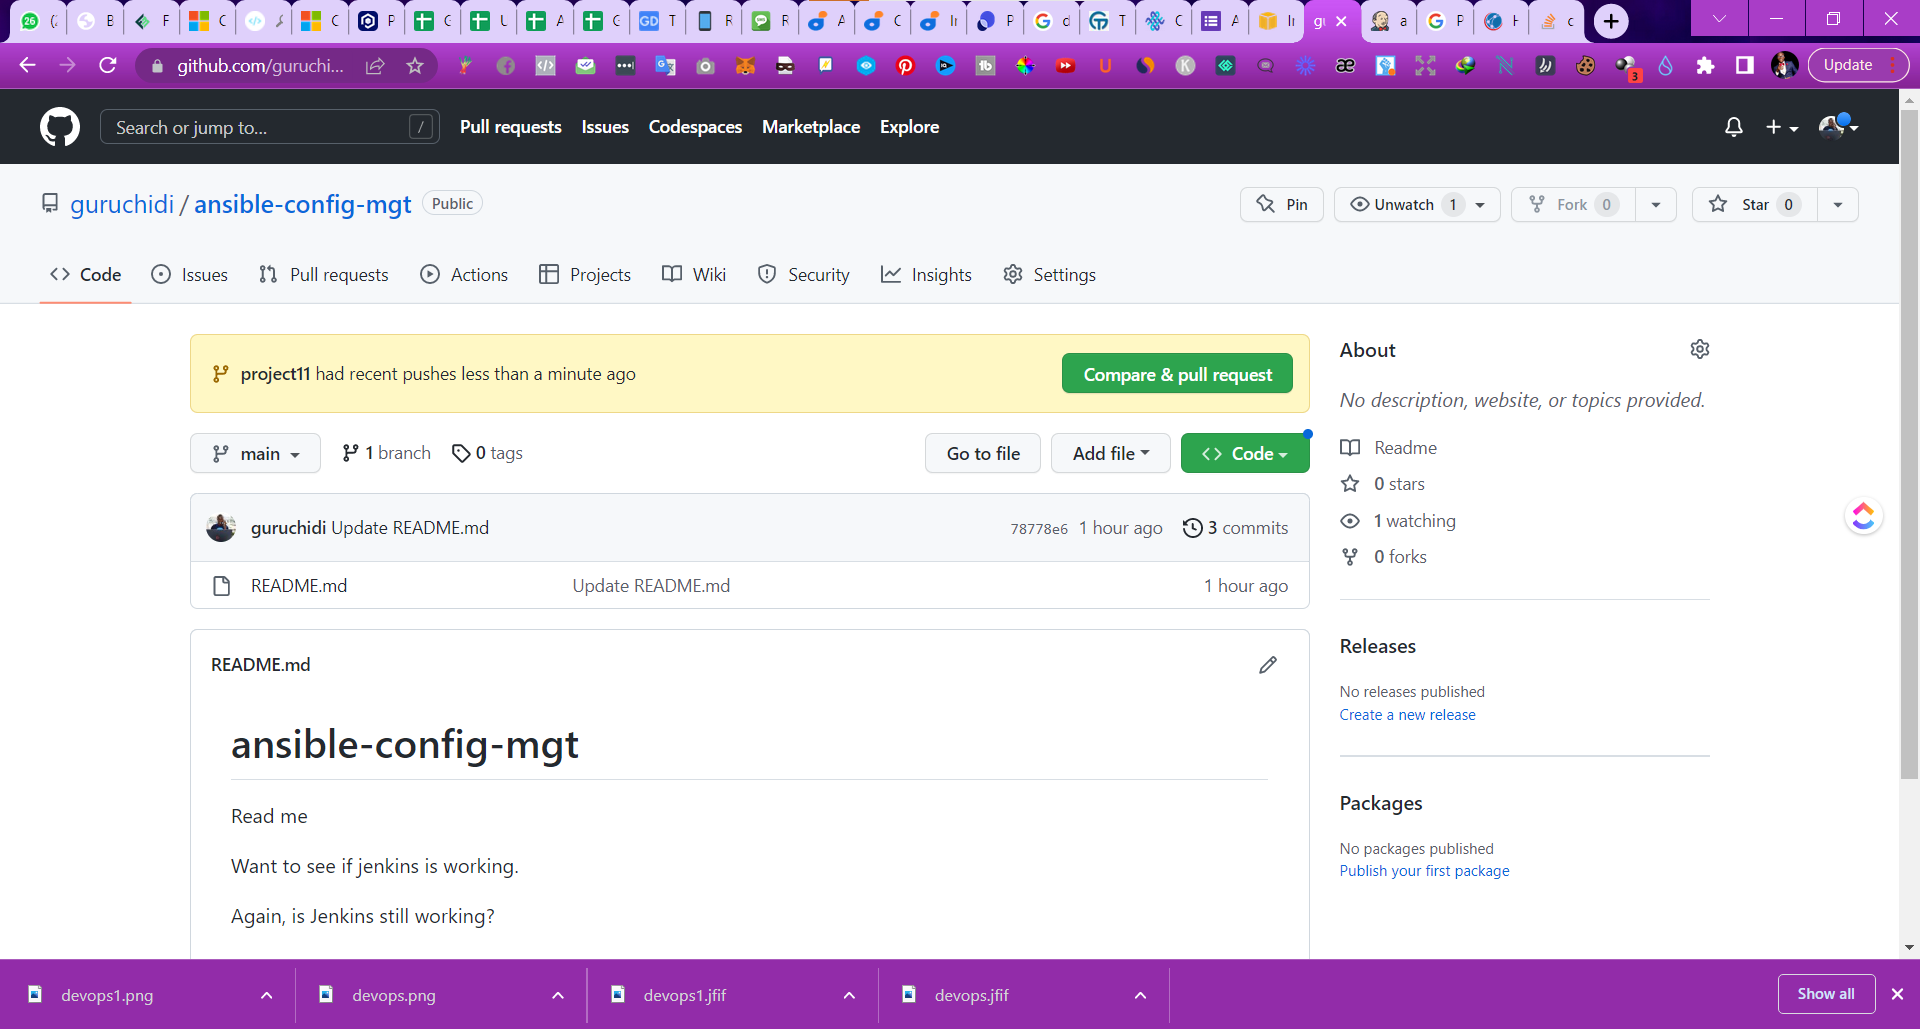 26
github.com/guruchi...
3
Update
Search or jump to...
/
Pull requests
Issues
Codespaces
Marketplace
Explore
guruchidi / ansible-config-mgt
Public
Pin
Unwatch 1
Fork 0
Star 0
Code
Issues
Pull requests
Actions
Projects
Wiki
Security
Insights
Settings
project11 had recent pushes less than a minute ago
Compare & pull request
main
1 branch
0 tags
Go to file
Add file
Code
guruchidi Update README.md
78778e6 1 hour ago
3 commits
README.md
Update README.md
1 hour ago
README.md
ansible-config-mgt
Read me
Want to see if jenkins is working.
Again, is Jenkins still working?
About
No description, website, or topics provided.
Readme
0 stars
1 watching
0 forks
Releases
No releases published
Create a new release
Packages
No packages published
Publish your first package
devops1.png
devops.png
devops1.jfif
devops.jfif
Show all